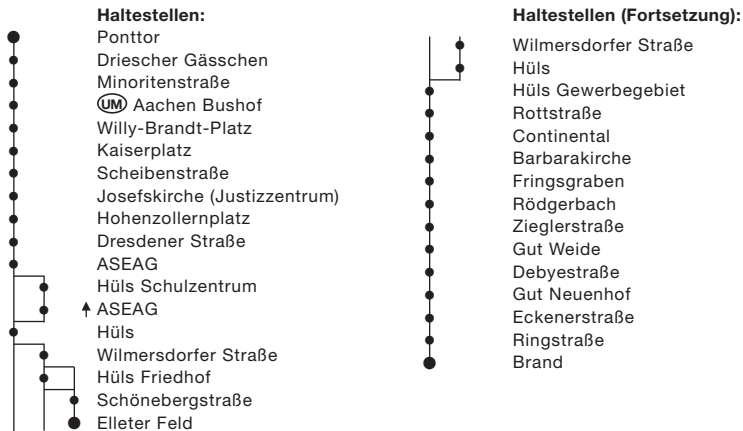 Haltestellen:
Ponttor
Driescher Gässchen
Minoritenstraße
UM Aachen Bushof
Willy-Brandt-Platz
Kaiserplatz
Scheibenstraße
Josefskirche (Justizzentrum)
Hohenzollernplatz
Dresdener Straße
ASEAG
Hüls Schulzentrum
ASEAG
Hüls
Wilmersdorfer Straße
Hüls Friedhof
Schönebergstraße
Elleter Feld
Haltestellen (Fortsetzung):
Wilmersdorfer Straße
Hüls
Hüls Gewerbegebiet
Rottstraße
Continental
Barbarakirche
Fringsgraben
Rödgerbach
Zieglerstraße
Gut Weide
Debyestraße
Gut Neuenhof
Eckenerstraße
Ringstraße
Brand